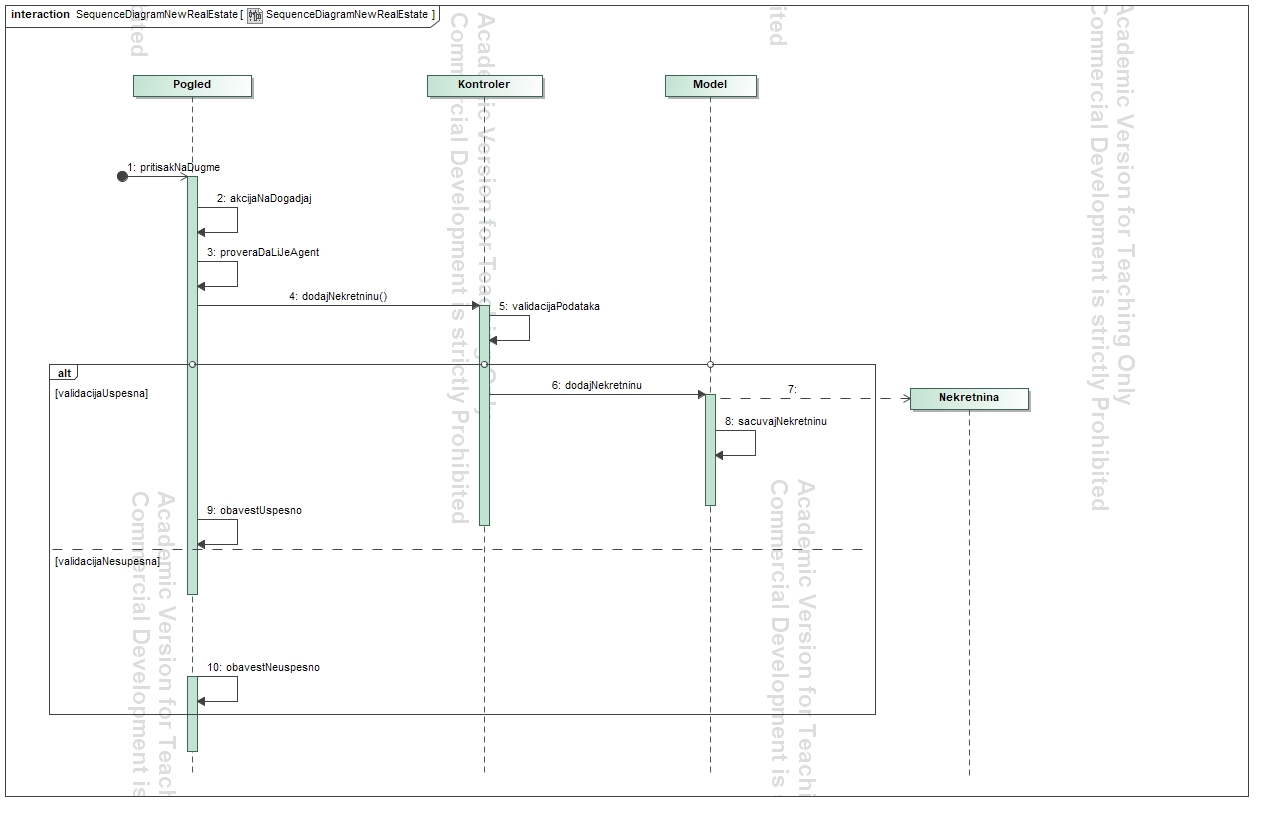 interaction SequenceDiagramNewRealEstate [ SequenceDiagramNewRealEstate ]
Pogled
Kontroler
Model
1: pritisakNaDugme
2: akcijaNaDogadjaj
3: proveraDaLiJeAgent
4: dodajNekretninu()
5: validacijaPodataka
alt
[validacijaUspesna]
6: dodajNekretninu
7:
Nekretnina
8: sacuvajNekretninu
9: obavestUspesno
[validacijaNesupesna]
10: obavestNeuspesno
Academic Version for Teaching Only
Commercial Development is strictly Prohibited
Academic Version for Teaching Only
Commercial Development is strictly Prohibited
Academic Version for Teach
Commercial Development is
Academic Version for Teachi
Commercial Development is s
ited
ited